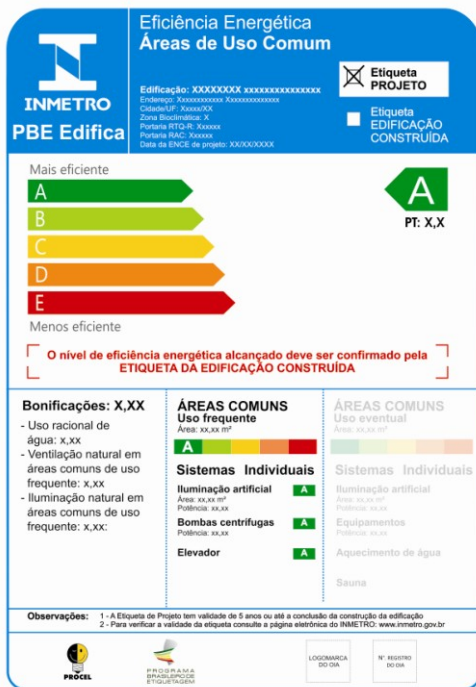 Eficiência Energética
Áreas de Uso Comum
INMETRO
PBE Edifica
Edificação: XXXXXXXX xxxxxxxxxxxxxxx
Endereço: Xxxxxxxxxxxx Xxxxxxxxxxxxxx
Cidade/UF: Xxxxx/XX
Zona Bioclimática: X
Portaria RTQ-R: Xxxxxx
Portaria RAC: Xxxxxx
Data da ENCE de projeto: XX/XX/XXXX
Etiqueta
PROJETO
Etiqueta
EDIFICAÇÃO
CONSTRUÍDA
Mais eficiente
A
B
C
D
E
Menos eficiente
A
PT: X,X
O nível de eficiência energética alcançado deve ser confirmado pela
ETIQUETA DA EDIFICAÇÃO CONSTRUÍDA
Bonificações: X,XX
- Uso racional de
água: x,xx
- Ventilação natural em
áreas comuns de uso
frequente: x,xx
- Iluminação natural em
áreas comuns de uso
frequente: x,xx:
ÁREAS COMUNS
Uso frequente
Área: xx,xx m²
A
Sistemas Individuais
Iluminação artificial A
Área: xx,xx m²
Potência: xx,xx
Bombas centrífugas A
Potência: xx,xx
Elevador A
ÁREAS COMUNS
Uso eventual
Área: xx,xx m²
Sistemas Individuais
Iluminação artificial
Área: xx,xx m²
Potência: xx,xx
Equipamentos
Potência: xx,xx
Aquecimento de água
Sauna
Observações: 1 - A Etiqueta de Projeto tem validade de 5 anos ou até a conclusão da construção da edificação
2 - Para verificar a validade da etiqueta consulte a página eletrônica do INMETRO: www.inmetro.gov.br
PROCEL
PROGRAMA
BRASILEIRO DE
ETIQUETAGEM
LOGOMARCA
DO OIA
N° REGISTRO
DO OIA